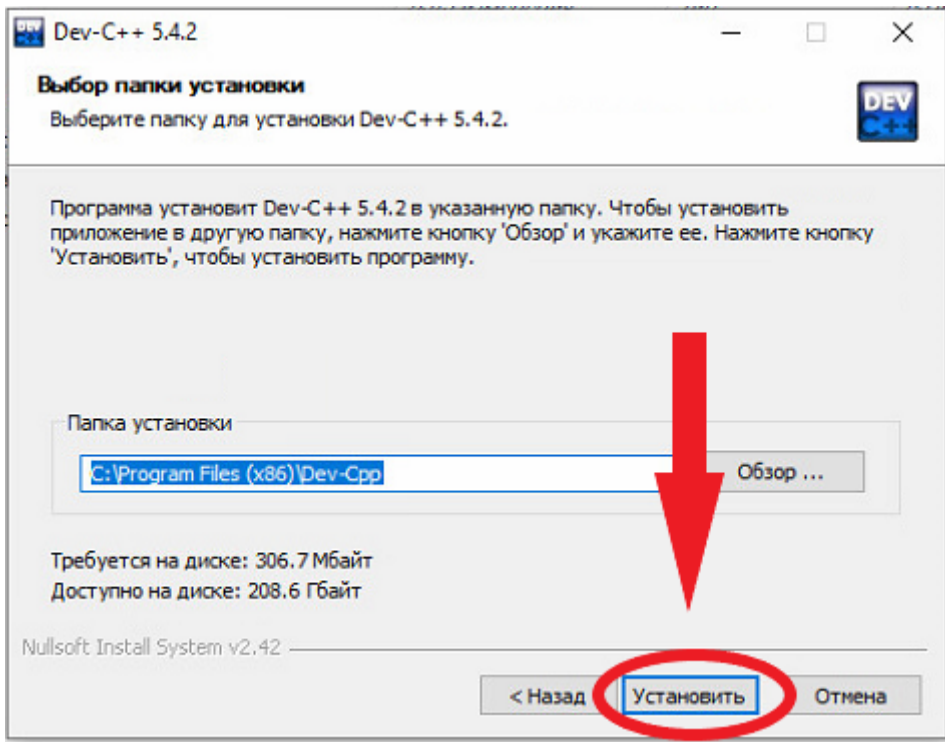 Dev-C++ 5.4.2
Выбор папки установки
Выберите папку для установки Dev-C++ 5.4.2.
DEV
C++
Программа установит Dev-C++ 5.4.2 в указанную папку. Чтобы установить
приложение в другую папку, нажмите кнопку 'Обзор' и укажите ее. Нажмите кнопку
'Установить', чтобы установить программу.
Папка установки
C:\Program Files (x86)\Dev-Cpp
Обзор ...
Требуется на диске: 306.7 Мбайт
Доступно на диске: 208.6 Гбайт
Nullsoft Install System v2.42
< Назад Установить Отмена